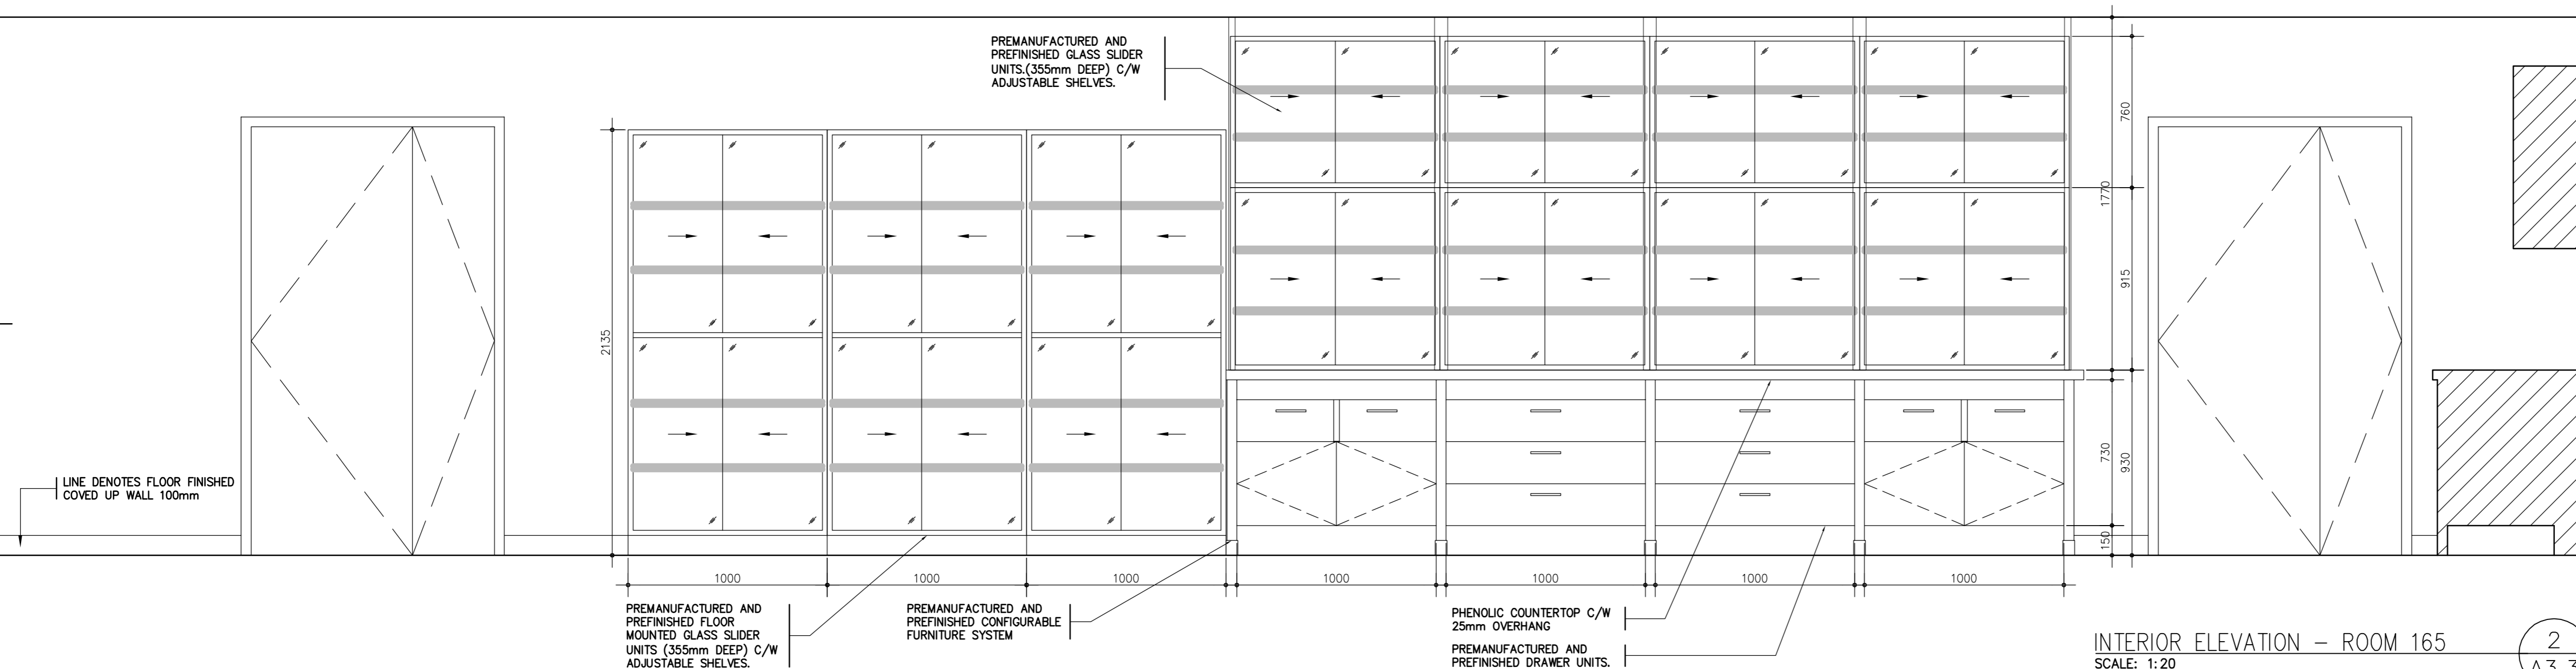 PREMANUFACTURED AND
PREFINISHED GLASS SLIDER
UNITS.(355mm DEEP) C/W
ADJUSTABLE SHELVES.
760
1770
915
2135
730
930
150
LINE DENOTES FLOOR FINISHED
COVED UP WALL 100mm
1000
1000
1000
1000
1000
1000
1000
PREMANUFACTURED AND
PREFINISHED FLOOR
MOUNTED GLASS SLIDER
UNITS (355mm DEEP) C/W
ADJUSTABLE SHELVES.
PREMANUFACTURED AND
PREFINISHED CONFIGURABLE
FURNITURE SYSTEM
PHENOLIC COUNTERTOP C/W
25mm OVERHANG
PREMANUFACTURED AND
PREFINISHED DRAWER UNITS.
INTERIOR ELEVATION – ROOM 165
SCALE: 1:20
2